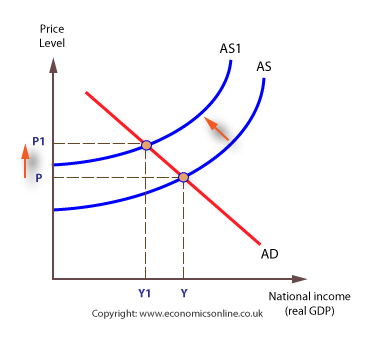 Price
Level
AS1
AS
P1
P
AD
Y1
Y
National income
(real GDP)
Copyright: www.economicsonline.co.uk